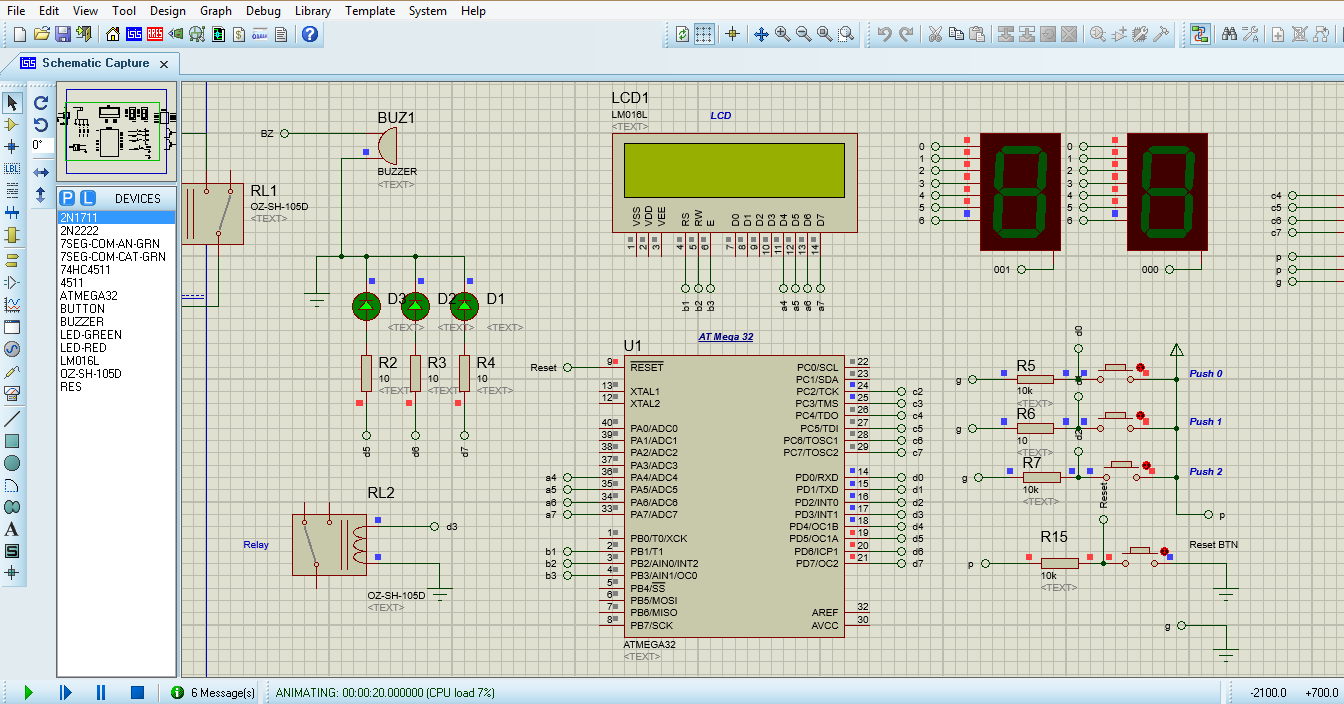 File Edit View Tool Design Graph Debug Library Template System Help
Schematic Capture
0°
LBL
P L DEVICES
2N1711
2N2222
7SEG-COM-AN-GRN
7SEG-COM-CAT-GRN
74HC4511
4511
ATMEGA32
BUTTON
BUZZER
LED-GREEN
LED-RED
LM016L
OZ-SH-105D
RES
BZ
BUZ1
BUZZER
<TEXT>
RL1
OZ-SH-105D
<TEXT>
LCD1
LM016L
<TEXT>
LCD
VSS VDD VEE RS RW E D0 D1 D2 D3 D4 D5 D6 D7
1 2 3 4 5 6 7 8 9 10 11 12 13 14
b1 b2 b3 a4 a5 a6 a7
0 1 2 3 4 5 6
001
0 1 2 3 4 5 6
000
c4
c5
c6
c7
p
p
g
D3 D2 D1
<TEXT> <TEXT> <TEXT>
R2 R3 R4
10 10 10
<TEXT> <TEXT> <TEXT>
d5 d6 d7
AT Mega 32
U1
Reset 9 RESET
13 XTAL1
12 XTAL2
40 PA0/ADC0
39 PA1/ADC1
38 PA2/ADC2
37 PA3/ADC3
a4 36 PA4/ADC4
a5 35 PA5/ADC5
a6 34 PA6/ADC6
a7 33 PA7/ADC7
1 PB0/T0/XCK
b1 2 PB1/T1
b2 3 PB2/AIN0/INT2
b3 4 PB3/AIN1/OC0
5 PB4/SS
6 PB5/MOSI
7 PB6/MISO
8 PB7/SCK
PC0/SCL 22
PC1/SDA 23
PC2/TCK 24 c2
PC3/TMS 25 c3
PC4/TDO 26 c4
PC5/TDI 27 c5
PC6/TOSC1 28 c6
PC7/TOSC2 29 c7
PD0/RXD 14 d0
PD1/TXD 15 d1
PD2/INT0 16 d2
PD3/INT1 17 d3
PD4/OC1B 18 d4
PD5/OC1A 19 d5
PD6/ICP1 20 d6
PD7/OC2 21 d7
AREF 32
AVCC 30
ATMEGA32
<TEXT>
RL2
d3
Relay
OZ-SH-105D
<TEXT>
d0
g R5
10k
<TEXT>
Push 0
g R6
10
<TEXT>
Push 1
d2
g R7
10k
<TEXT>
Push 2
Reset
p
p R15
10k
<TEXT>
Reset BTN
g
6 Message(s) ANIMATING: 00:00:20.000000 (CPU load 7%) -2100.0 +700.0